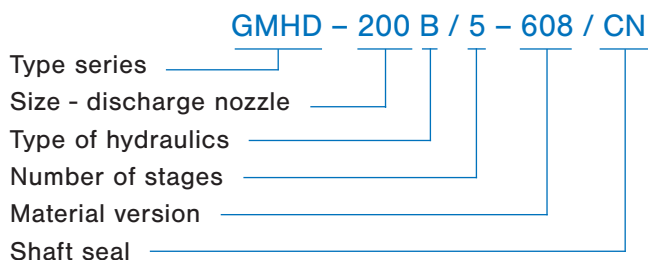 GMHD – 200 B / 5 – 608 / CN
Type series
Size - discharge nozzle
Type of hydraulics
Number of stages
Material version
Shaft seal